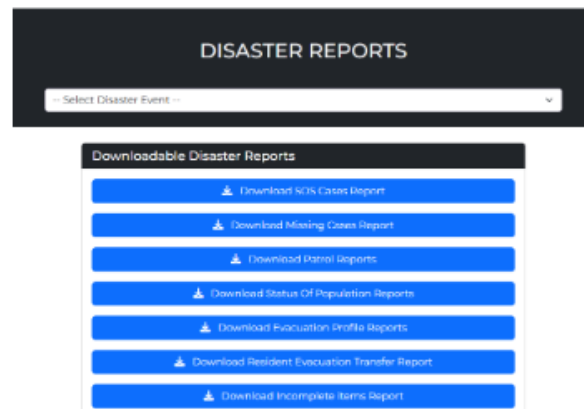 DISASTER REPORTS
-- Select Disaster Event --
Downloadable Disaster Reports
Download SOS Cases Report
Download Missing Cases Report
Download Patrol Reports
Download Status Of Population Reports
Download Evacuation Profile Reports
Download Resident Evacuation Transfer Report
Download Incomplete Items Report